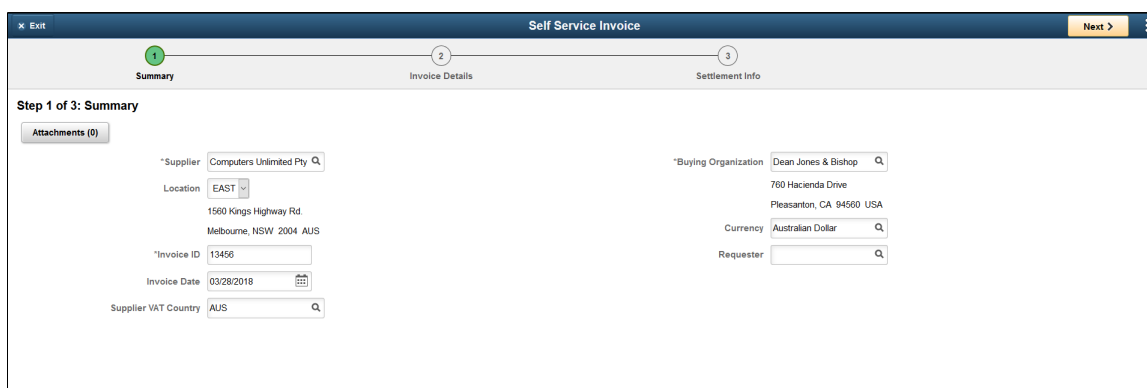 × Exit
Self Service Invoice
Next >
1
2
3
Summary
Invoice Details
Settlement Info
Step 1 of 3: Summary
Attachments (0)
*Supplier Computers Unlimited Pty
*Buying Organization Dean Jones & Bishop
Location EAST
760 Hacienda Drive
1560 Kings Highway Rd.
Pleasanton, CA 94560 USA
Melbourne, NSW 2004 AUS
Currency Australian Dollar
*Invoice ID 13456
Requester
Invoice Date 03/28/2018
Supplier VAT Country AUS